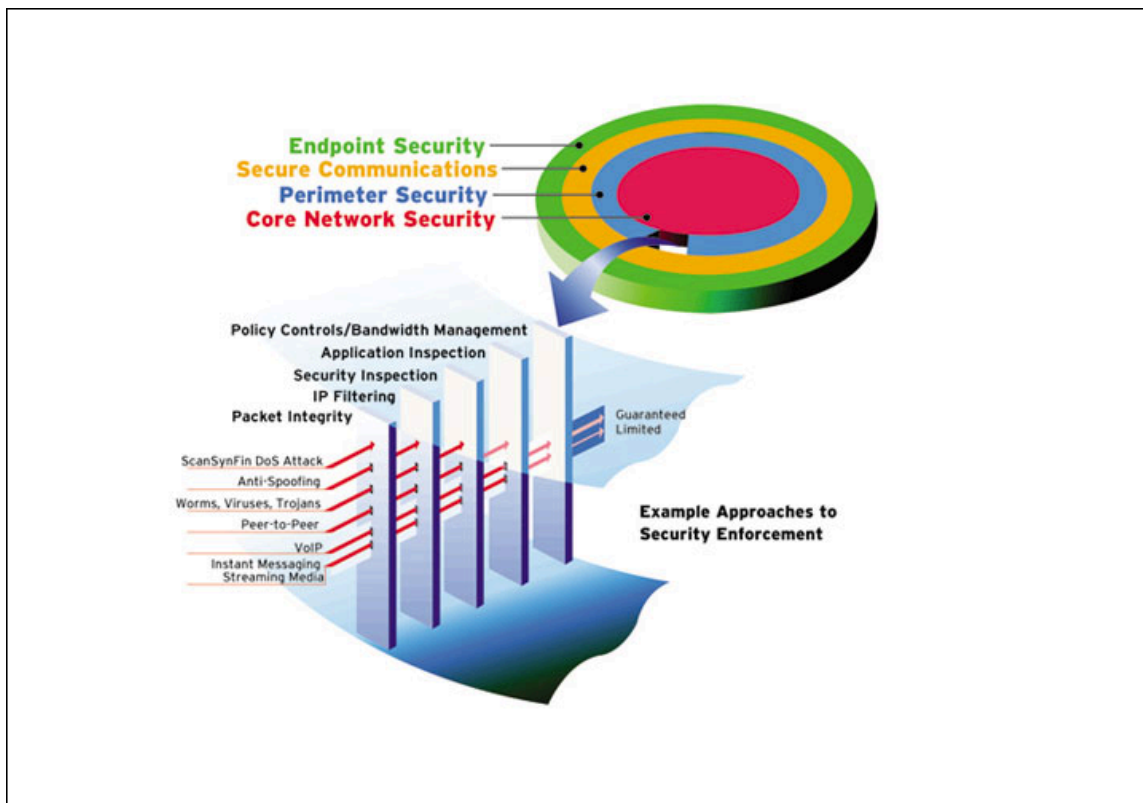 Endpoint Security
Secure Communications
Perimeter Security
Core Network Security
Policy Controls/Bandwidth Management
Application Inspection
Security Inspection
IP Filtering
Packet Integrity
ScanSynFin DoS Attack
Anti-Spoofing
Worms, Viruses, Trojans
Peer-to-Peer
VoIP
Instant Messaging
Streaming Media
Guaranteed
Limited
Example Approaches to
Security Enforcement